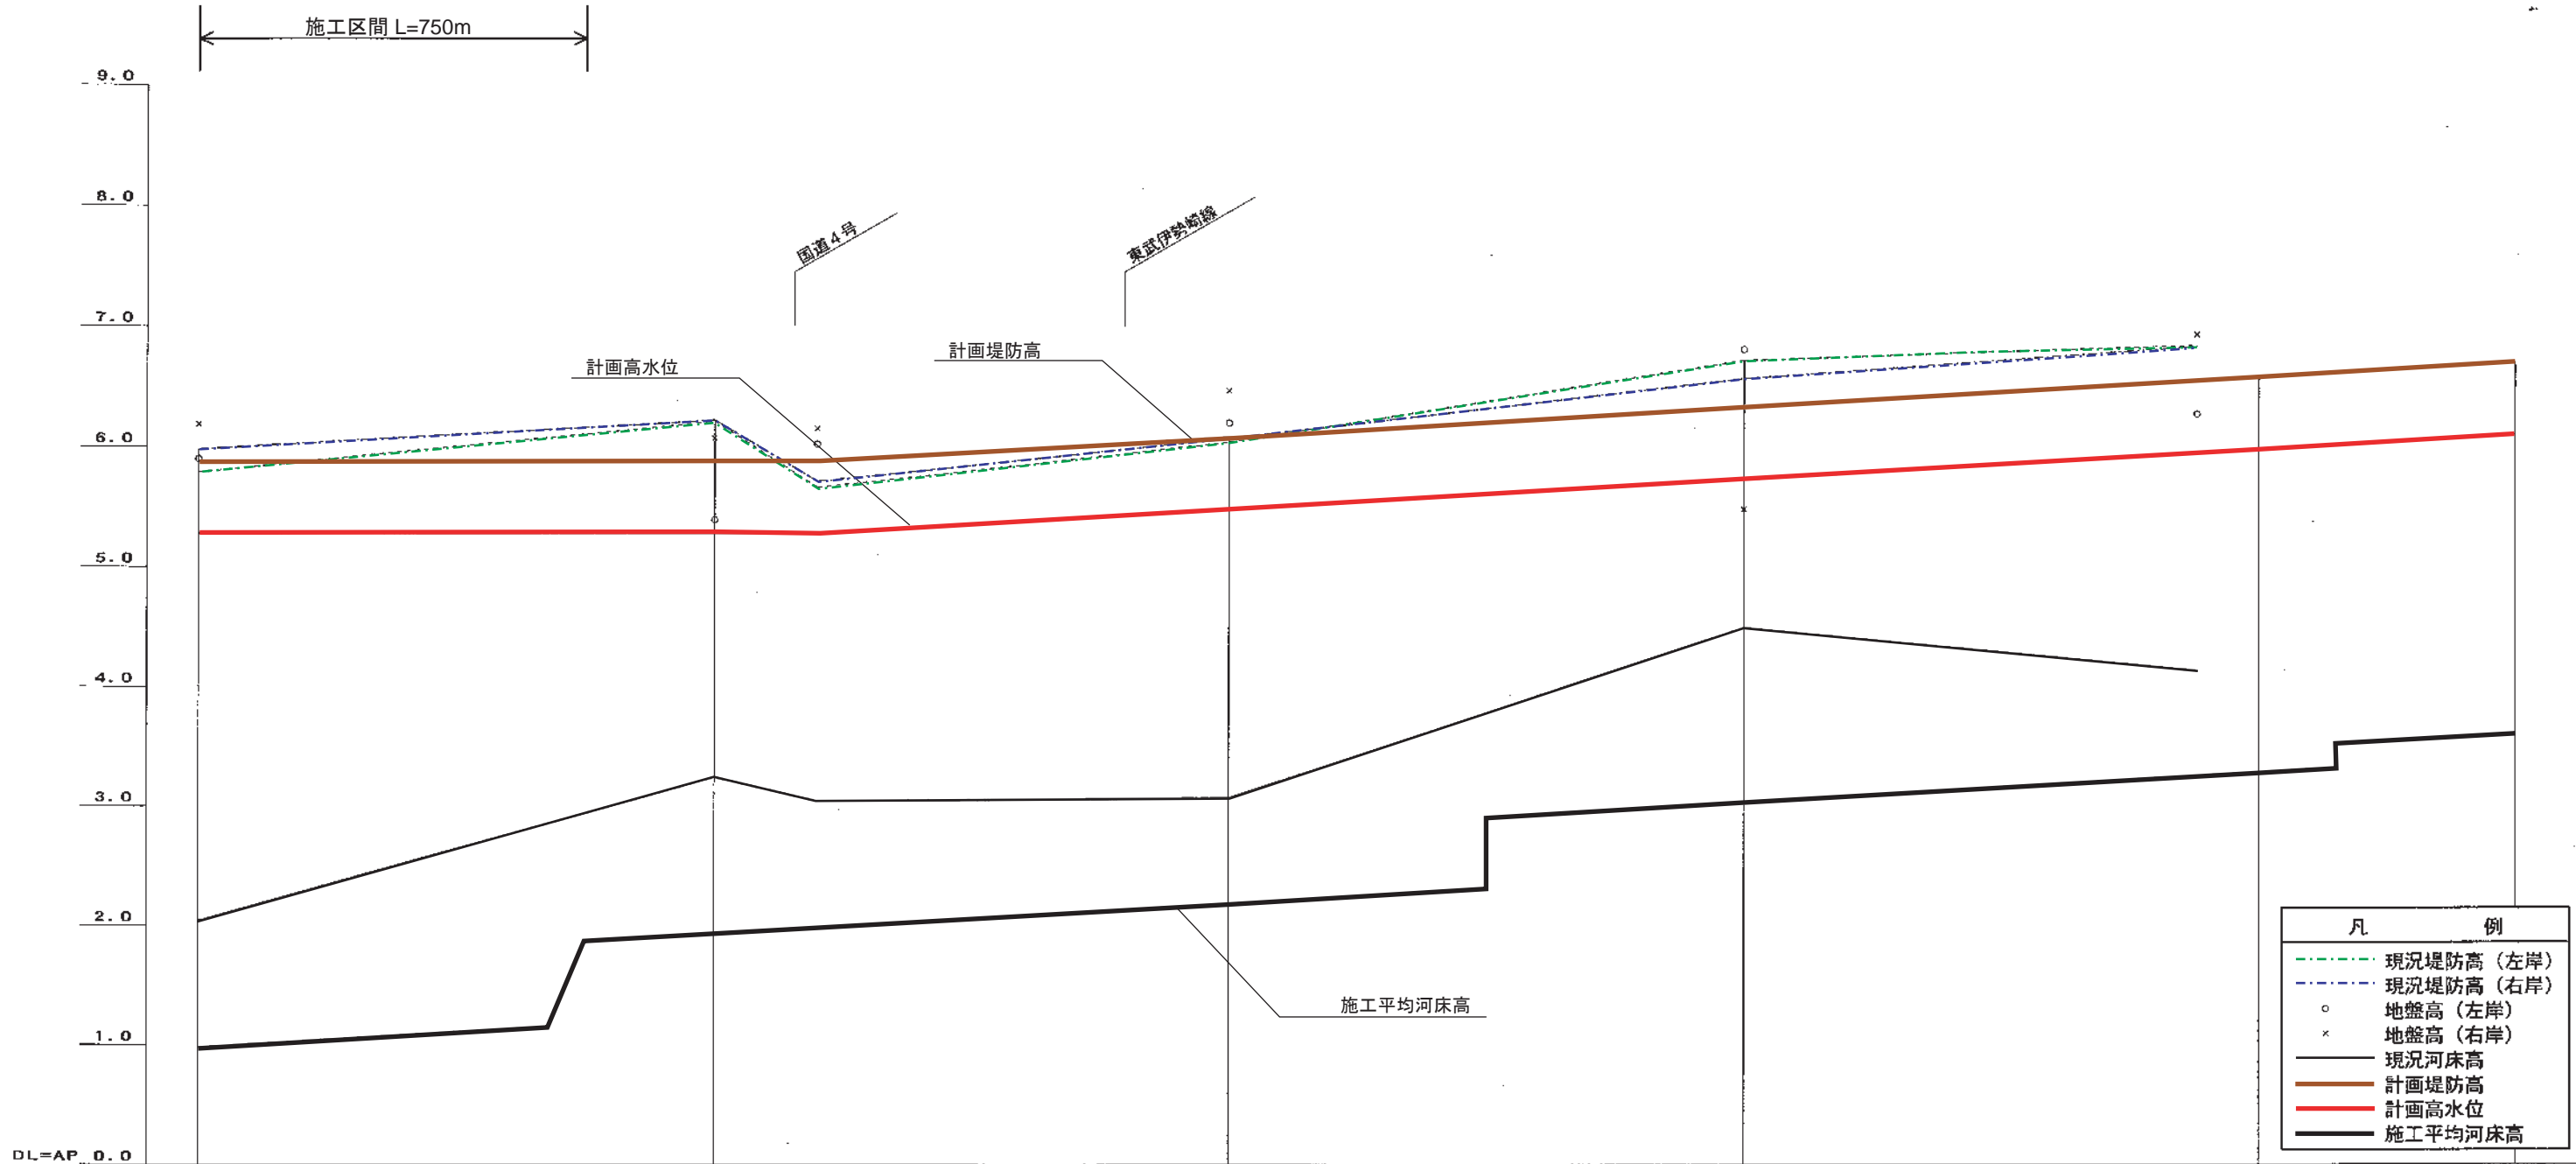 施工区間 L=750m
9.0
8.0
7.0
6.0
5.0
4.0
3.0
2.0
1.0
DL=AP 0.0
国道4号
東武伊勢崎線
計画高水位
計画堤防高
施工平均河床高
凡 例
現況堤防高（左岸）
現況堤防高（右岸）
地盤高（左岸）
地盤高（右岸）
現況河床高
計画堤防高
計画高水位
施工平均河床高